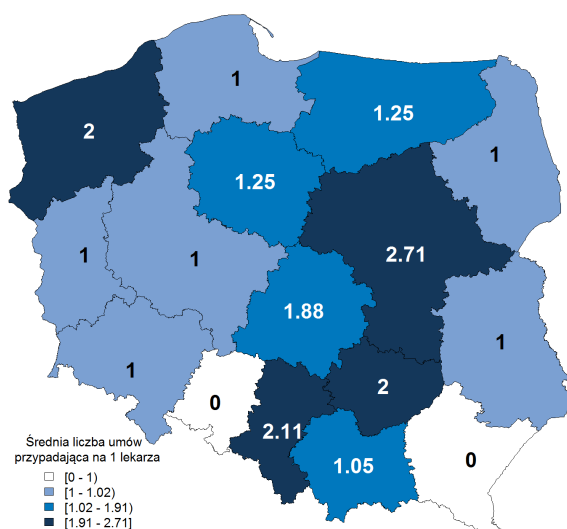 1
2
1.25
1
1.25
2.71
1
1
1.88
1
1
2
0
2.11
0
1.05
Średnia liczba umów
przypadająca na 1 lekarza
[0 - 1)
[1 - 1.02)
[1.02 - 1.91)
[1.91 - 2.71]